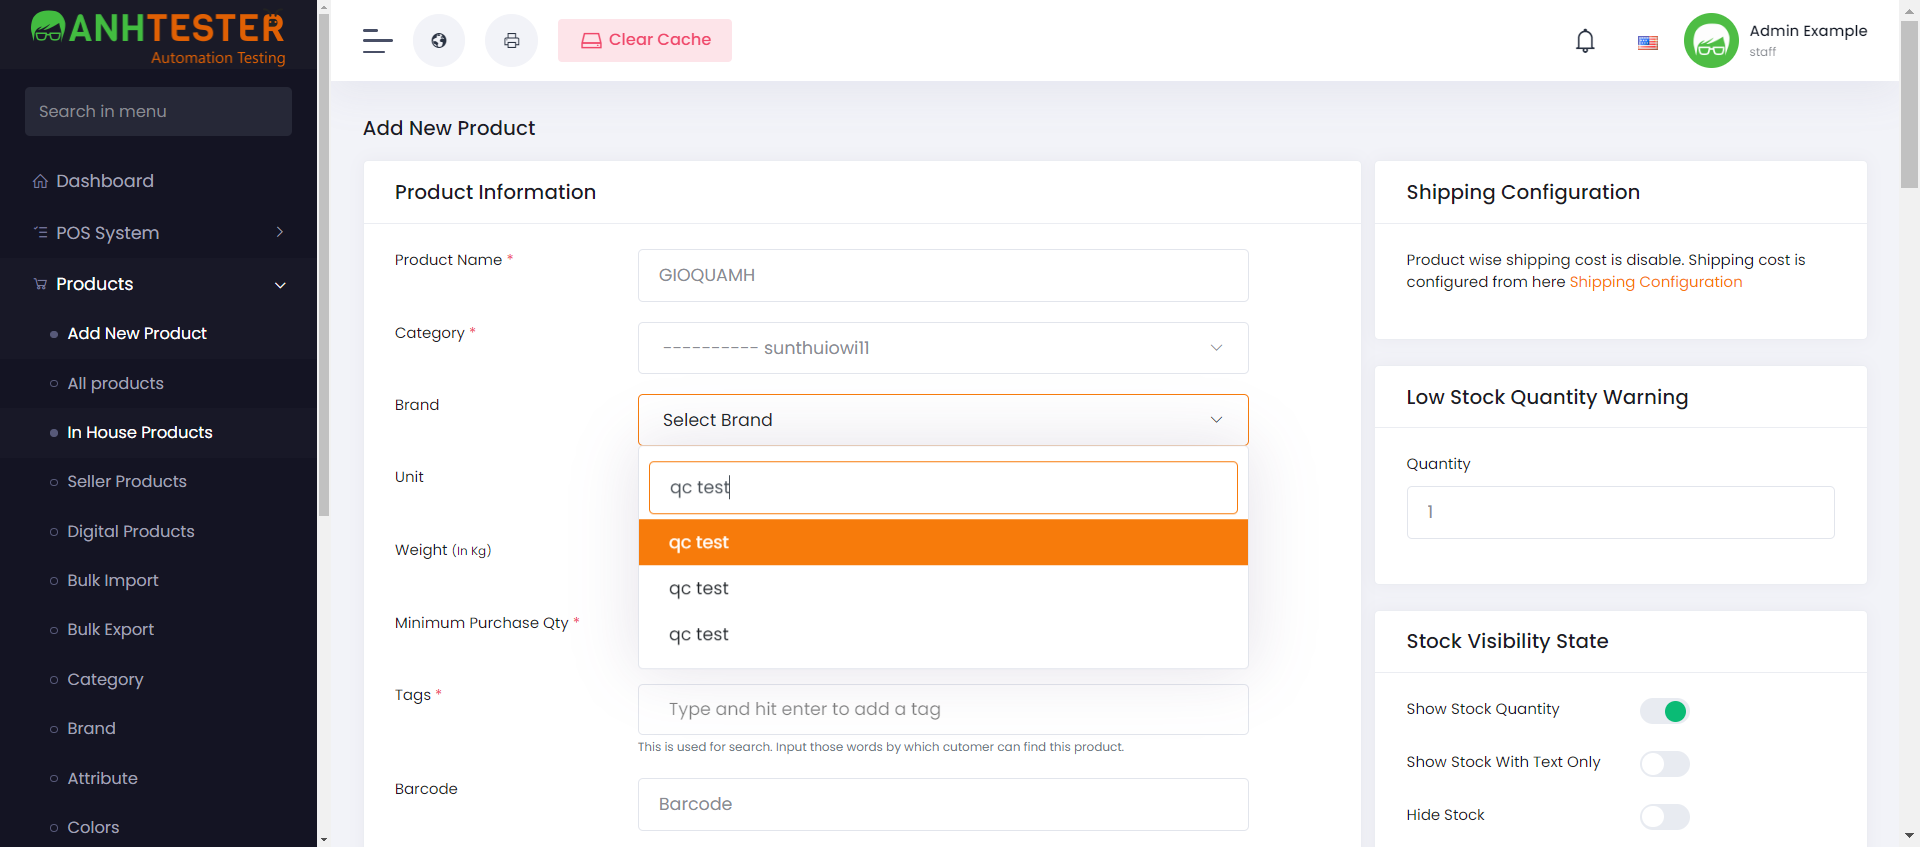 ANHTESTER
Automation Testing
Search in menu
Dashboard
POS System
Products
Add New Product
All products
In House Products
Seller Products
Digital Products
Bulk Import
Bulk Export
Category
Brand
Attribute
Colors
Clear Cache
Admin Example
staff
Add New Product
Product Information
Product Name *
GIOQUAMH
Category *
---------- sunthuiowi11
Brand
Select Brand
qc test
qc test
qc test
qc test
Unit
Weight (In Kg)
Minimum Purchase Qty *
Tags *
Type and hit enter to add a tag
This is used for search. Input those words by which cutomer can find this product.
Barcode
Barcode
Shipping Configuration
Product wise shipping cost is disable. Shipping cost is
configured from here Shipping Configuration
Low Stock Quantity Warning
Quantity
1
Stock Visibility State
Show Stock Quantity
Show Stock With Text Only
Hide Stock